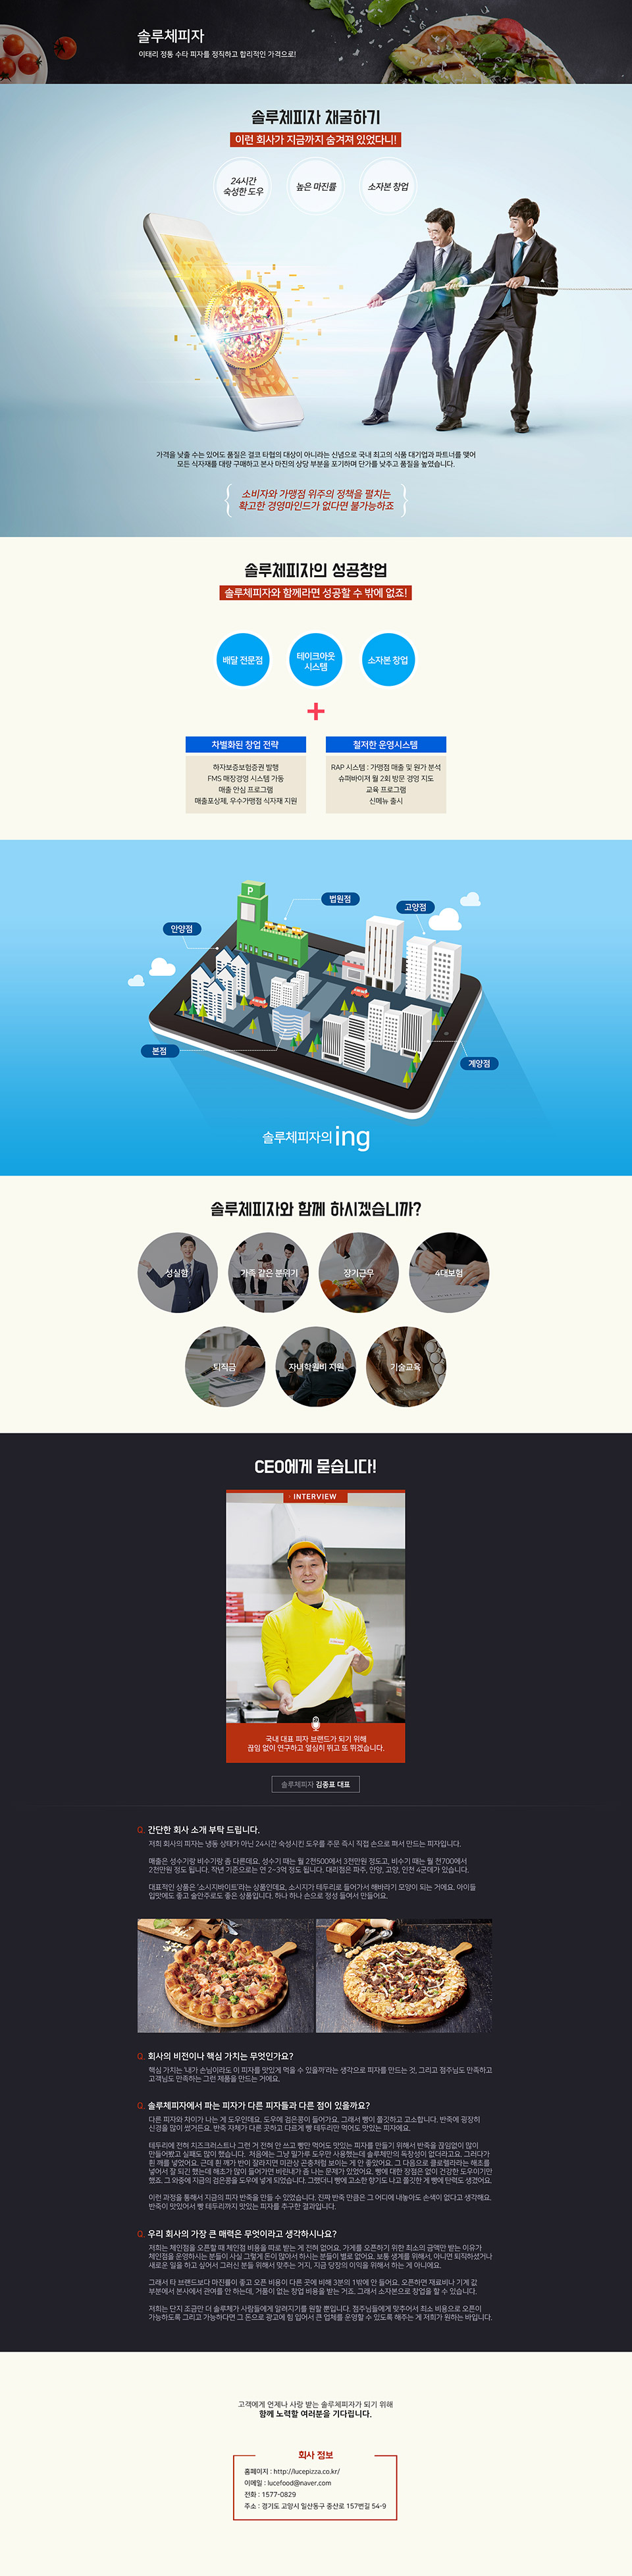 솔루체피자
이태리 정통 수타 피자를 정직하고 합리적인 가격으로!
솔루체피자 채굴하기
이런 회사가 지금까지 숨겨져 있었다니!
24시간
숙성한 도우
높은 마진률
소자본 창업
가격을 낮출 수는 있어도 품질은 결코 타협의 대상이 아니라는 신념으로 국내 최고의 식품 대기업과 파트너를 맺어
모든 식자재를 대량 구매하고 본사 마진의 상당 부분을 포기하며 단가를 낮추고 품질을 높였습니다.
소비자와 가맹점 위주의 정책을 펼치는
확고한 경영마인드가 없다면 불가능하죠
솔루체피자의 성공창업
솔루체피자와 함께라면 성공할 수 밖에 없죠!
배달 전문점
테이크아웃
시스템
소자본 창업
차별화된 창업 전략
하자보증보험증권 발행
FMS 매장경영 시스템 가동
매출 안심 프로그램
매출포상제, 우수가맹점 식자재 지원
철저한 운영시스템
RAP 시스템 : 가맹점 매출 및 원가 분석
슈퍼바이저 월 2회 방문 경영 지도
교육 프로그램
신메뉴 출시
P
법원점
고양점
안양점
본점
계양점
솔루체피자의 ing
솔루체피자와 함께 하시겠습니까?
성실함
가족 같은 분위기
장기근무
4대보험
퇴직금
자녀학원비 지원
기술교육
CEO에게 묻습니다!
INTERVIEW
국내 대표 피자 브랜드가 되기 위해
끊임 없이 연구하고 열심히 뛰고 또 뛰겠습니다.
솔루체피자 김종표 대표
Q. 간단한 회사 소개 부탁 드립니다.
저희 회사의 피자는 냉동 상태가 아닌 24시간 숙성시킨 도우를 주문 즉시 직접 손으로 펴서 만드는 피자입니다.
매출은 성수기랑 비수기랑 좀 다른데요. 성수기 때는 월 2천500에서 3천만원 정도고, 비수기 때는 월 천700에서
2천만원 정도 됩니다. 작년 기준으로는 연 2~3억 정도 됩니다. 대리점은 파주, 안양, 고양, 인천 4군데가 있습니다.
대표적인 상품은 '소시지바이트'라는 상품인데요. 소시지가 테두리로 들어가서 해바라기 모양이 되는 거에요. 아이들
입맛에도 좋고 술안주로도 좋은 상품입니다. 하나 하나 손으로 정성 들여서 만들어요.
Q. 회사의 비전이나 핵심 가치는 무엇인가요?
핵심 가치는 '내가 손님이라도 이 피자를 맛있게 먹을 수 있을까'라는 생각으로 피자를 만드는 것, 그리고 점주님도 만족하고
고객님도 만족하는 그런 제품을 만드는 거에요.
Q. 솔루체피자에서 파는 피자가 다른 피자들과 다른 점이 있을까요?
다른 피자와 차이가 나는 게 도우인데요. 도우에 검은콩이 들어가요. 그래서 빵이 쫄깃하고 고소합니다. 반죽에 굉장히
신경을 많이 썼거든요. 반죽 자체가 다른 곳하고 다르게 빵 테두리만 먹어도 맛있는 피자에요.
테두리에 전혀 치즈크러스트나 그런 거 전혀 안 쓰고 빵만 먹어도 맛있는 피자를 만들기 위해서 반죽을 끊임없이 많이
만들어봤고 실패도 많이 했습니다. 처음에는 그냥 밀가루 도우만 사용했는데 솔루체만의 독창성이 없더라고요. 그러다가
흰 깨를 넣었어요. 근데 흰 깨가 반이 잘라지면 미관상 곤충처럼 보이는 게 안 좋았어요. 그 다음으로 클로렐라라는 해초를
넣어서 잘 되긴 했는데 해초가 많이 들어가면 비린내가 좀 나는 문제가 있었어요. 빵에 대한 장점은 없이 건강한 도우이기만
했죠. 그 와중에 지금의 검은콩을 도우에 넣게 되었습니다. 그랬더니 빵에 고소한 향기도 나고 쫄깃한 게 빵에 탄력도 생겼어요.
이런 과정을 통해서 지금의 피자 반죽을 만들 수 있었습니다. 진짜 반죽 만큼은 그 어디에 내놓아도 손색이 없다고 생각해요.
반죽이 맛있어서 빵 테두리까지 맛있는 피자를 추구한 결과입니다.
Q. 우리 회사의 가장 큰 매력은 무엇이라고 생각하시나요?
저희는 체인점을 오픈할 때 체인점 비용을 따로 받는 게 전혀 없어요. 가게를 오픈하기 위한 최소의 금액만 받는 이유가
체인점을 운영하시는 분들이 사실 그렇게 돈이 많아서 하시는 분들이 별로 없어요. 보통 생계를 위해서, 아니면 퇴직하셨거나
새로운 일을 하고 싶어서 그러신 분들 위해서 맞추는 거지, 지금 당장의 이익을 위해서 하는 게 아니에요.
그래서 타 브랜드보다 마진률이 좋고 오픈 비용이 다른 곳에 비해 3분의 1밖에 안 들어요. 오픈하면 재료비나 기계 값
부분에서 본사에서 관여를 안 하는데, 거품이 없는 창업 비용을 받는 거죠. 그래서 소자본으로 창업을 할 수 있습니다.
저희는 단지 조금만 더 솔루체가 사람들에게 알려지기를 원할 뿐입니다. 점주님들에게 맞추어서 최소 비용으로 오픈이
가능하도록 그리고 가능하다면 그 돈으로 광고에 힘 입어서 큰 업체를 운영할 수 있도록 해주는 게 저희가 원하는 바입니다.
고객에게 언제나 사랑 받는 솔루체피자가 되기 위해
함께 노력할 여러분을 기다립니다.
회사 정보
홈페이지 : http://lucepizza.co.kr/
이메일 : lucefood@naver.com
전화 : 1577-0829
주소 : 경기도 고양시 일산동구 중산로 157번길 54-9